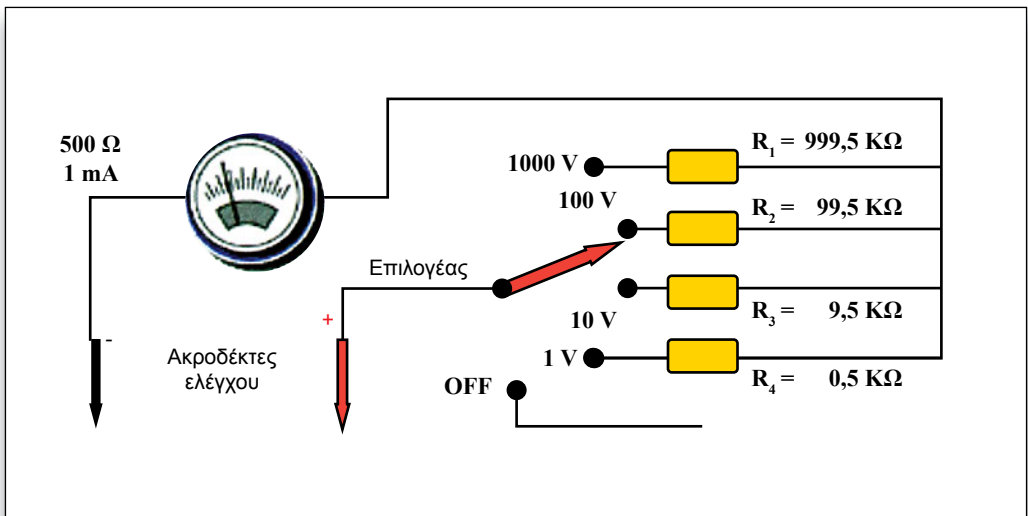 500 Ω
1 mA
1000 V
R1 = 999,5 KΩ
100 V
R2 = 99,5 KΩ
Επιλογέας
+
10 V
R3 = 9,5 KΩ
-
Ακροδέκτες
ελέγχου
1 V
OFF
R4 = 0,5 KΩ